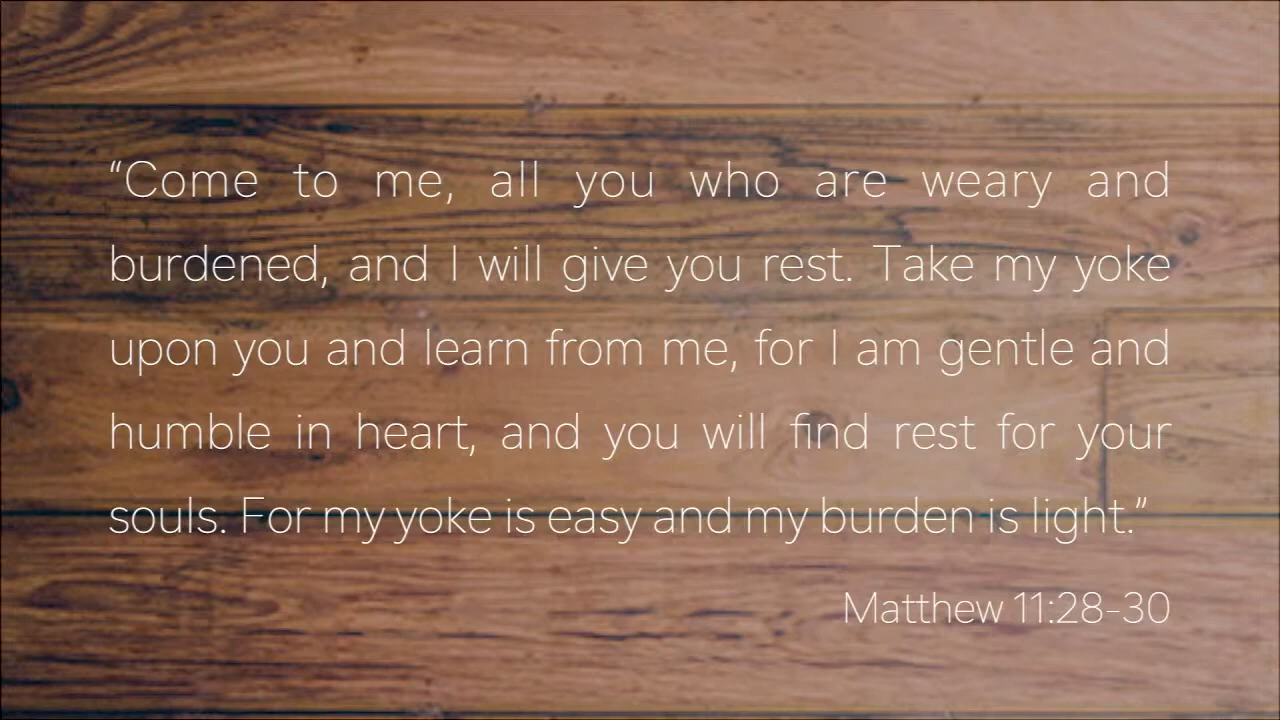 “Come to me, all you who are weary and
burdened, and I will give you rest. Take my yoke
upon you and learn from me, for I am gentle and
humble in heart, and you will find rest for your
souls. For my yoke is easy and my burden is light.”
Matthew 11:28-30